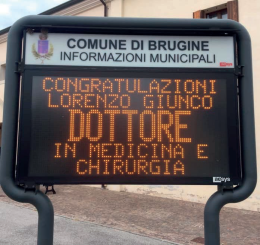 COMUNE DI BRUGINE
INFORMAZIONI MUNICIPALI
CONGRATULAZIONI
LORENZO GIUNCO
DOTTORE
IN MEDICINA E
CHIRURGIA